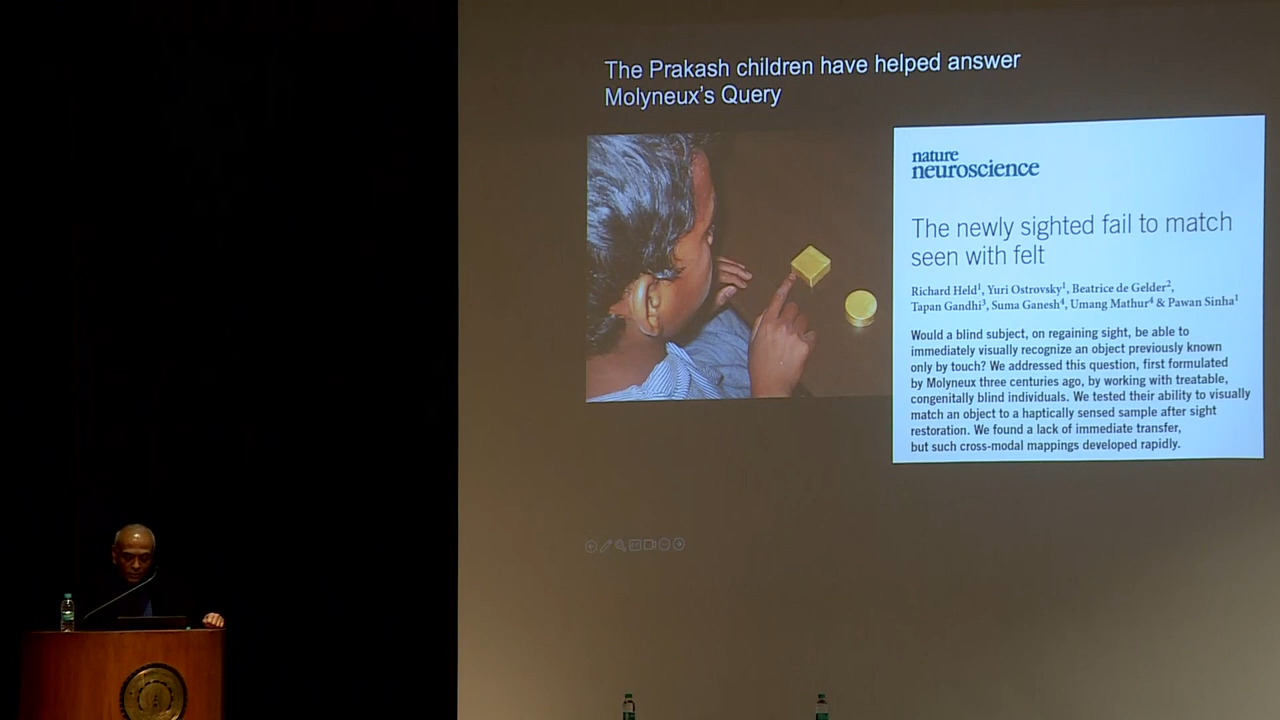 The Prakash children have helped answer
Molyneux's Query
nature
neuroscience
The newly sighted fail to match
seen with felt
Richard Held1, Yuri Ostrovsky1, Beatrice de Gelder2,
Tapan Gandhi3, Suma Ganesh4, Umang Mathur4 & Pawan Sinha1
Would a blind subject, on regaining sight, be able to
immediately visually recognize an object previously known
only by touch? We addressed this question, first formulated
by Molyneux three centuries ago, by working with treatable,
congenitally blind individuals. We tested their ability to visually
match an object to a haptically sensed sample after sight
restoration. We found a lack of immediate transfer,
but such cross-modal mappings developed rapidly.